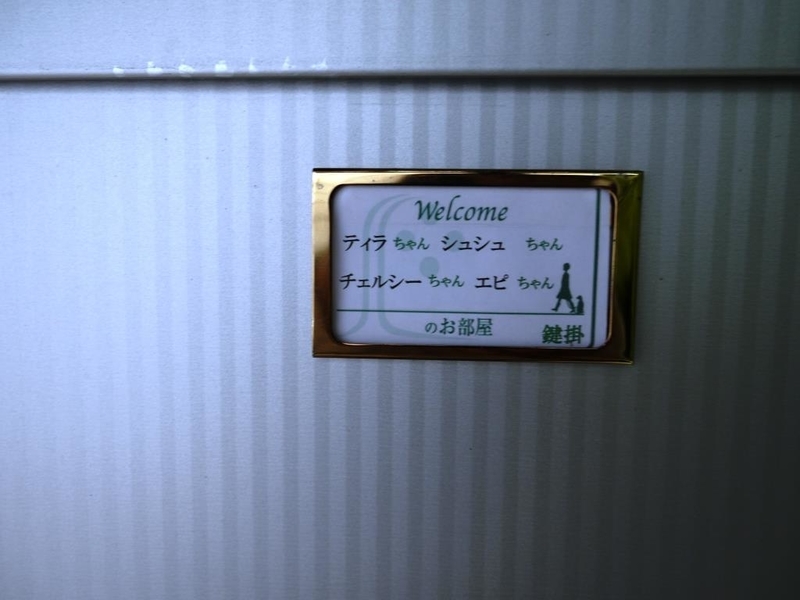 Welcome
ティラ ちゃん シュシュ ちゃん
チェルシー ちゃん エピ ちゃん
のお部屋 鍵掛